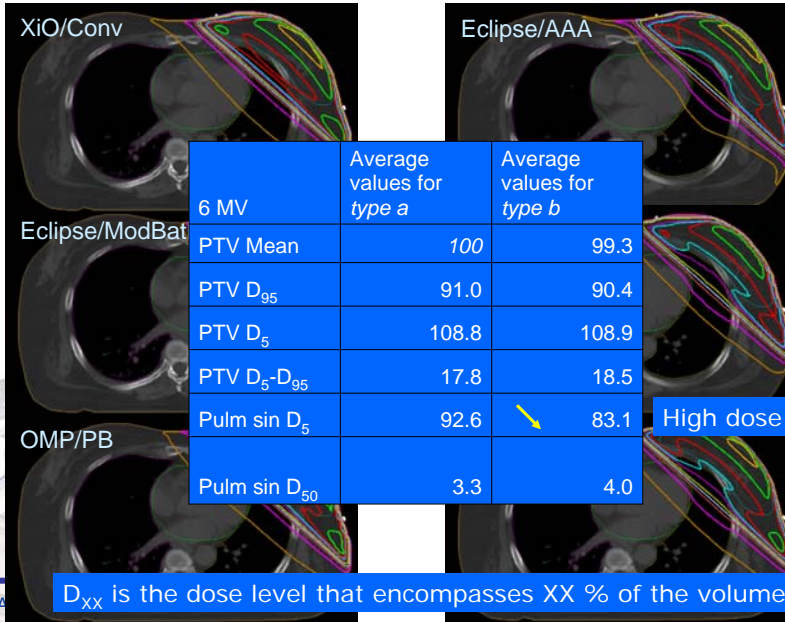 XiO/Conv
Eclipse/AAA
6 MV | Average values for type a | Average values for type b
Eclipse/ModBat
PTV Mean | 100 | 99.3
PTV D95 | 91.0 | 90.4
PTV D5 | 108.8 | 108.9
PTV D5-D95 | 17.8 | 18.5
Pulm sin D5 | 92.6 | 83.1
High dose
OMP/PB
Pulm sin D50 | 3.3 | 4.0
DXX is the dose level that encompasses XX % of the volume